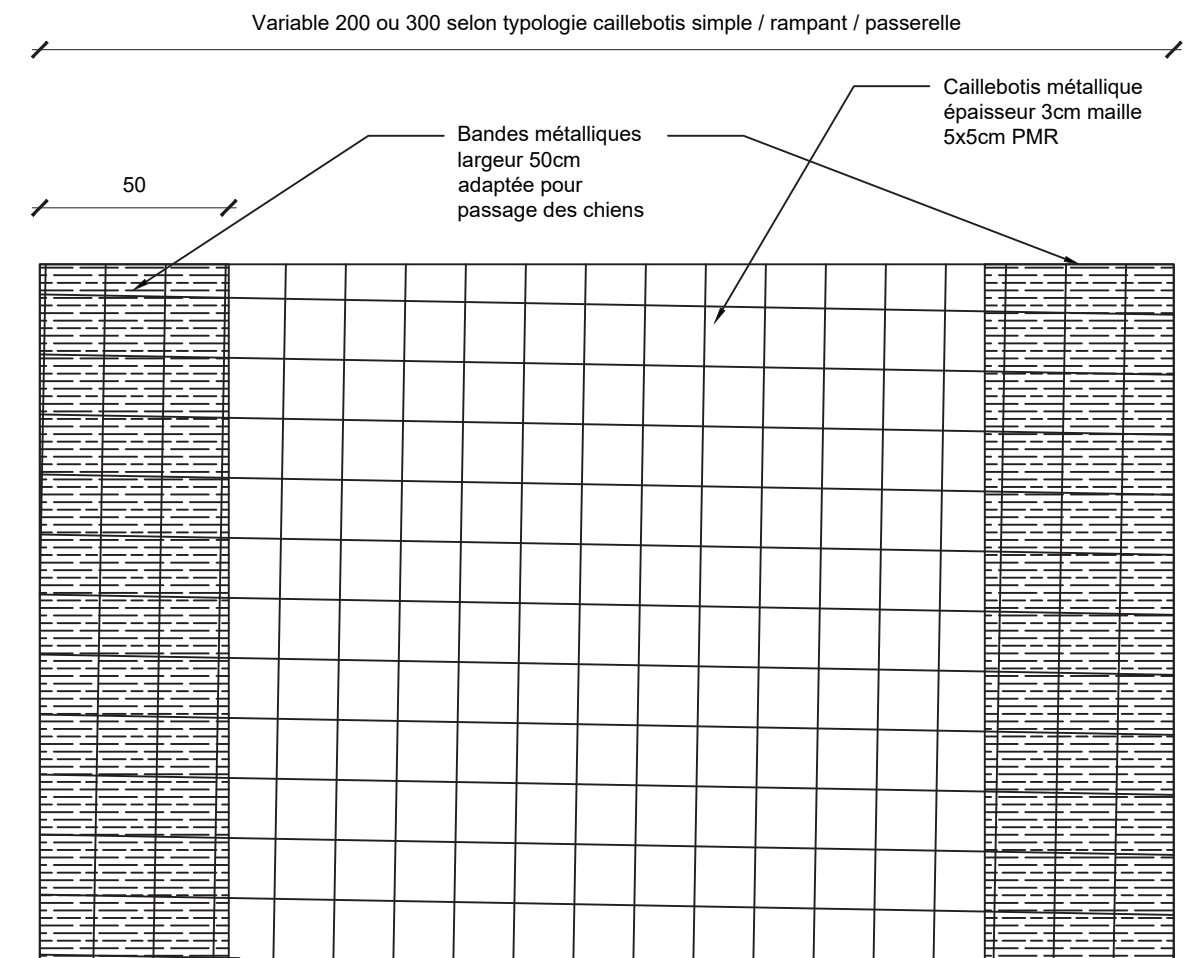 Variable 200 ou 300 selon typologie caillebotis simple / rampant / passerelle
Caillebotis métallique
épaisseur 3cm maille
5x5cm PMR
Bandes métalliques
largeur 50cm
adaptée pour
passage des chiens
50